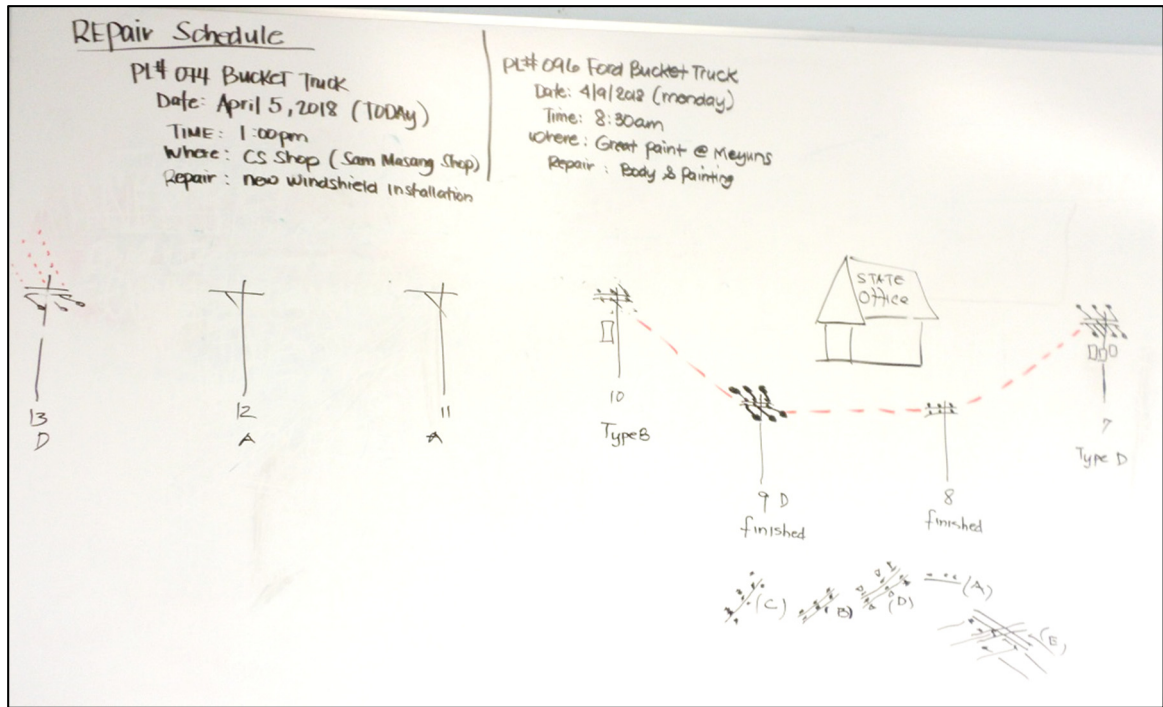 REpair Schedule
PL# 074 Bucket Truck
Date: April 5, 2018 (TODAy)
TIME: 1:00pm
Where: CS Shop (Sam Masang Shop)
Repair: new windshield Installation
PL# 096 Ford Bucket Truck
Date: 4/9/2018 (monday)
Time: 8:30am
Where: Great paint @ Meyuns
Repair: Body & Painting
STATE
Office
13
D
12
A
11
A
10
Type B
9 D
finished
8
finished
7
Type D
(C)
(B)
(D)
(A)
(E)